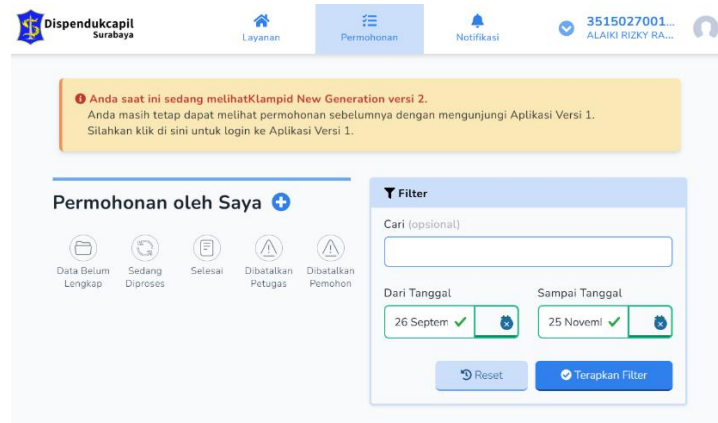 Dispendukcapil
Surabaya
Layanan
Permohonan
Notifikasi
3515027001...
ALAIKI RIZKY RA...
Anda saat ini sedang melihatKlampid New Generation versi 2.
Anda masih tetap dapat melihat permohonan sebelumnya dengan mengunjungi Aplikasi Versi 1.
Silahkan klik di sini untuk login ke Aplikasi Versi 1.
Permohonan oleh Saya
Data Belum
Lengkap
Sedang
Diproses
Selesai
Dibatalkan
Petugas
Dibatalkan
Pemohon
Filter
Cari (opsional)
Dari Tanggal
Sampai Tanggal
26 Septem
25 Noveml
Reset
Terapkan Filter